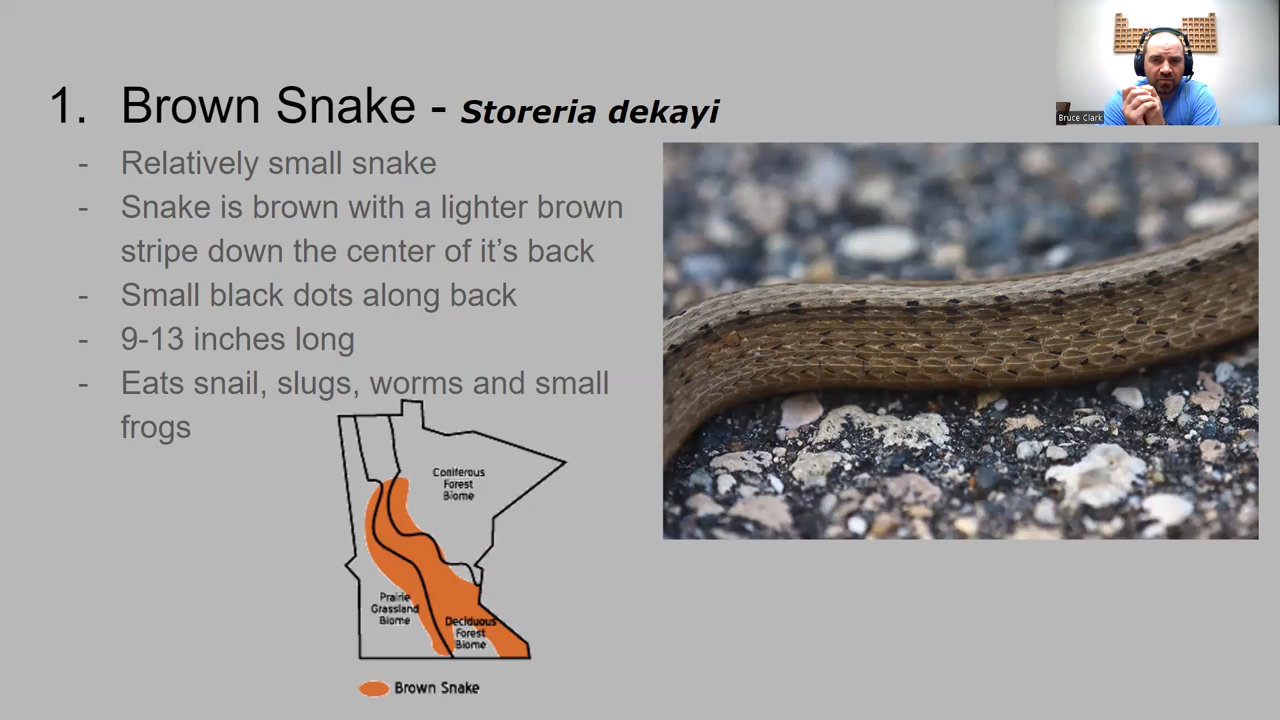 1. Brown Snake - Storeria dekayi
- Relatively small snake
- Snake is brown with a lighter brown
stripe down the center of it’s back
- Small black dots along back
- 9-13 inches long
- Eats snail, slugs, worms and small
frogs
Coniferous
Forest
Biome
Prairie
Grassland
Biome
Deciduous
Forest
Biome
Brown Snake
Bruce Clark